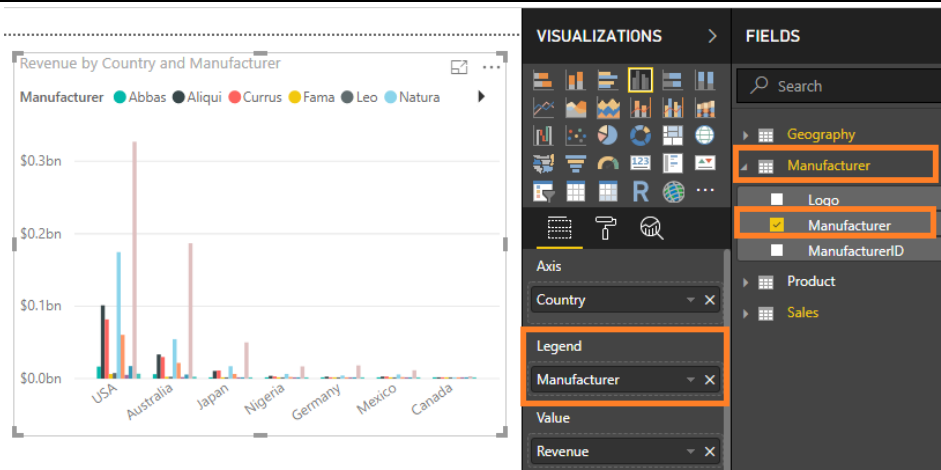 Revenue by Country and Manufacturer
Manufacturer Abbas Aliqui Currus Fama Leo Natura
$0.3bn
$0.2bn
$0.1bn
$0.0bn
USA Australia Japan Nigeria Germany Mexico Canada
VISUALIZATIONS
123
R
Axis
Country
Legend
Manufacturer
Value
Revenue
FIELDS
Search
Geography
Manufacturer
Logo
Manufacturer
ManufacturerID
Product
Sales